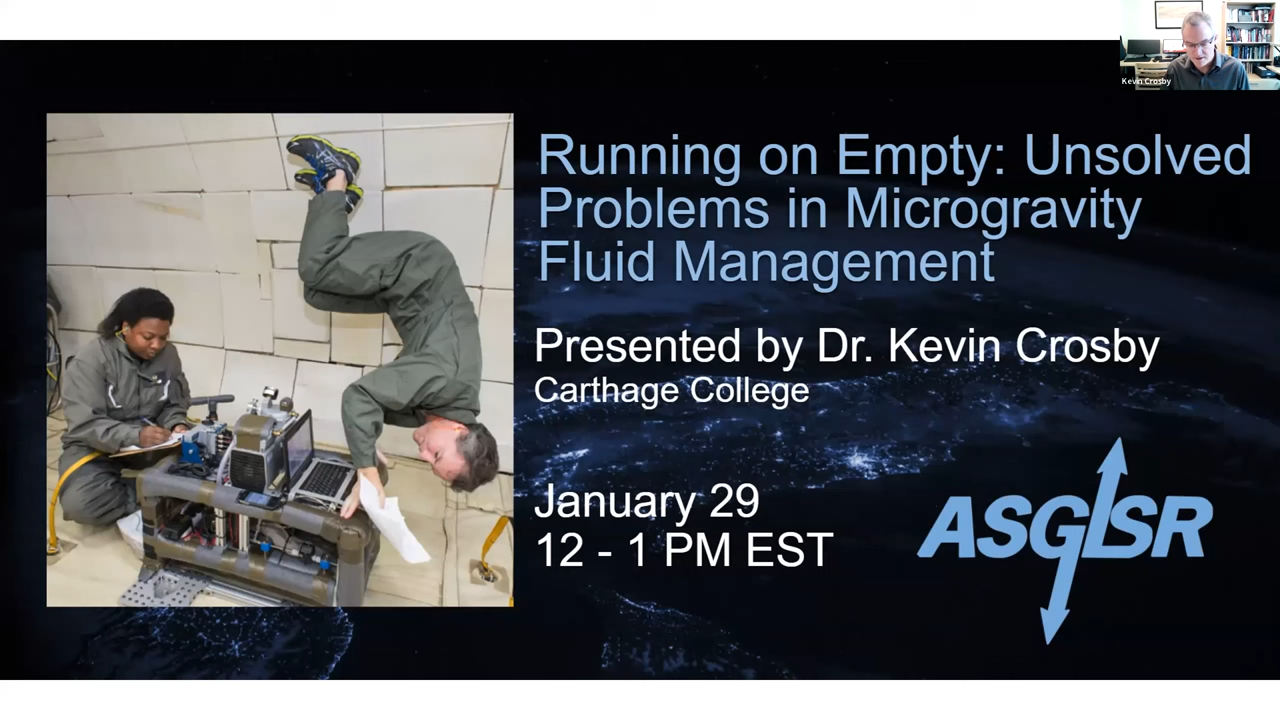 Kevin Crosby
Running on Empty: Unsolved
Problems in Microgravity
Fluid Management
Presented by Dr. Kevin Crosby
Carthage College
January 29
12 - 1 PM EST
ASGSR